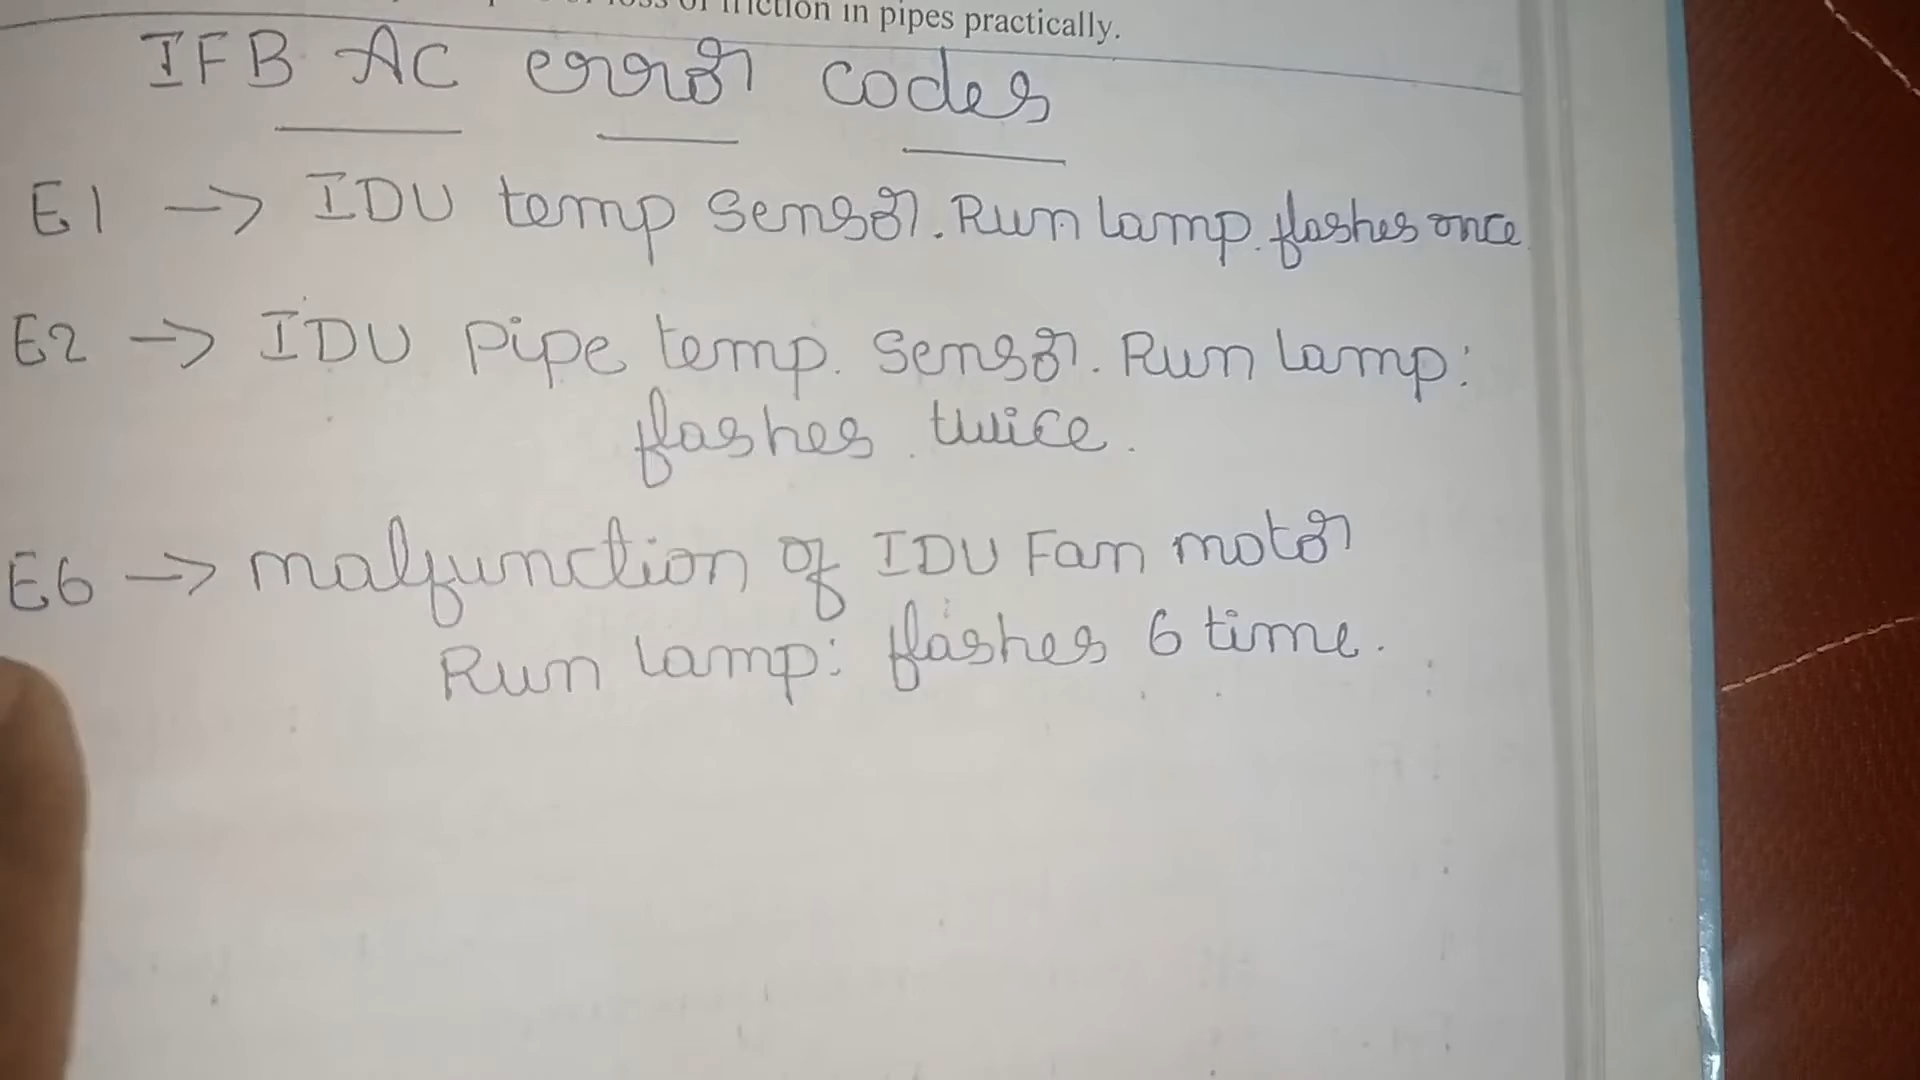 of friction in pipes practically.
IFB AC error codes
E1 → IDU temp sensor. Run lamp. flashes once
E2 → IDU Pipe temp. sensor. Run lamp:
flashes twice.
E6 → malfunction of IDU Fan motor
Run lamp: flashes 6 time.